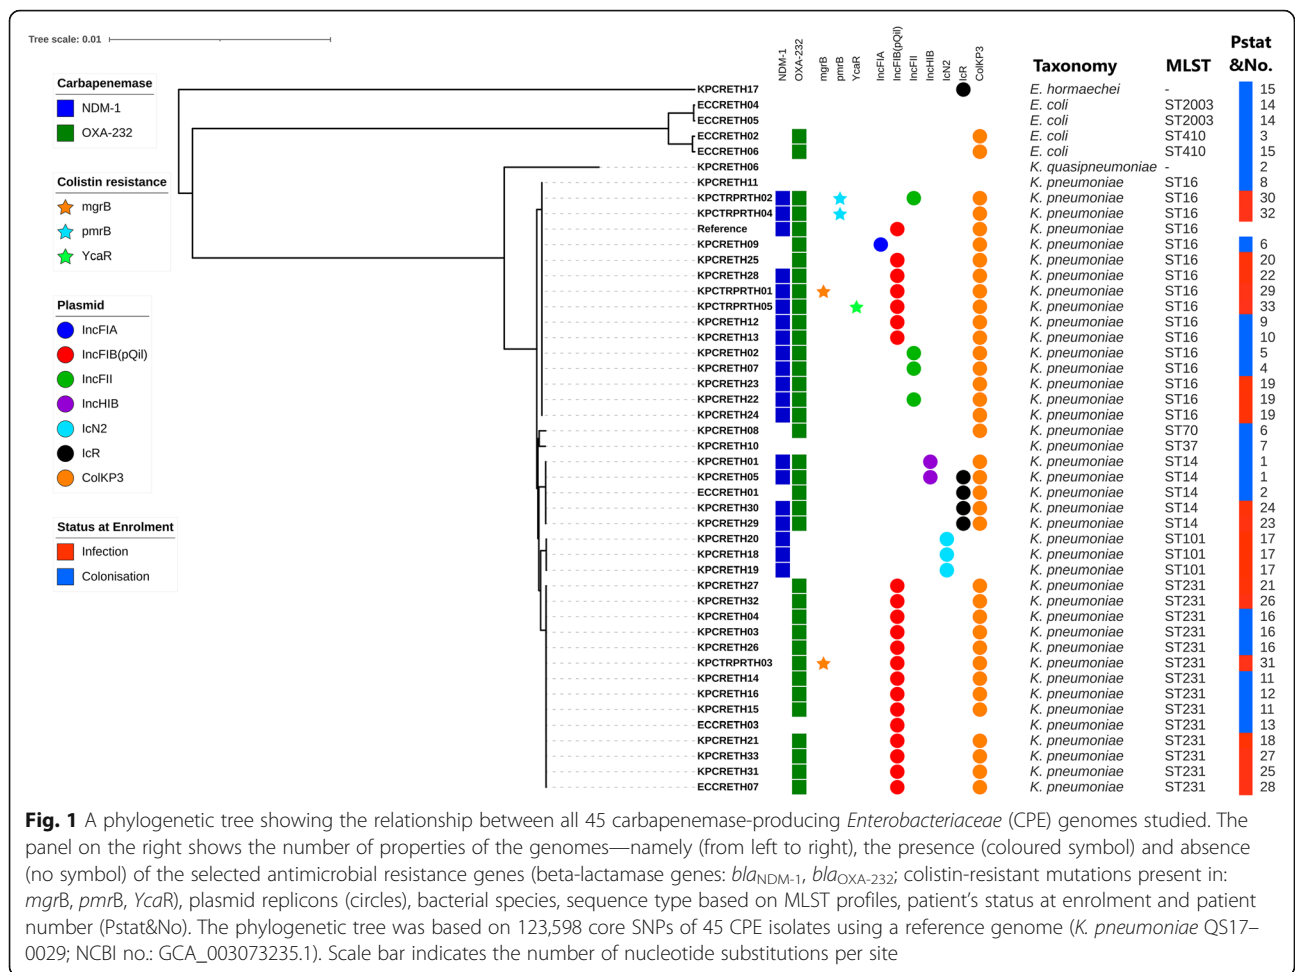 Tree scale: 0.01
Carbapenemase
NDM-1
OXA-232
Colistin resistance
mgrB
pmrB
YcaR
Plasmid
IncFIA
IncFIB(pQil)
IncFII
IncHIB
IcN2
IcR
ColKP3
Status at Enrolment
Infection
Colonisation
NDM-1 OXA-232 mgrB pmrB YcaR IncFIA IncFIB(pQil) IncFII IncHIB IcN2 IcR ColKP3 Taxonomy MLST Pstat &No.
KPCRETH17 E. hormaechei - 15
ECCRETH04 E. coli ST2003 14
ECCRETH05 E. coli ST2003 14
ECCRETH02 E. coli ST410 3
ECCRETH06 E. coli ST410 15
KPCRETH06 K. quasipneumoniae - 2
KPCRETH11 K. pneumoniae ST16 8
KPCTRPRTH02 K. pneumoniae ST16 30
KPCTRPRTH04 K. pneumoniae ST16 32
Reference K. pneumoniae ST16
KPCRETH09 K. pneumoniae ST16 6
KPCRETH25 K. pneumoniae ST16 20
KPCRETH28 K. pneumoniae ST16 22
KPCTRPRTH01 K. pneumoniae ST16 29
KPCTRPRTH05 K. pneumoniae ST16 33
KPCRETH12 K. pneumoniae ST16 9
KPCRETH13 K. pneumoniae ST16 10
KPCRETH02 K. pneumoniae ST16 5
KPCRETH07 K. pneumoniae ST16 4
KPCRETH23 K. pneumoniae ST16 19
KPCRETH22 K. pneumoniae ST16 19
KPCRETH24 K. pneumoniae ST16 19
KPCRETH08 K. pneumoniae ST70 6
KPCRETH10 K. pneumoniae ST37 7
KPCRETH01 K. pneumoniae ST14 1
KPCRETH05 K. pneumoniae ST14 1
ECCRETH01 K. pneumoniae ST14 2
KPCRETH30 K. pneumoniae ST14 24
KPCRETH29 K. pneumoniae ST14 23
KPCRETH20 K. pneumoniae ST101 17
KPCRETH18 K. pneumoniae ST101 17
KPCRETH19 K. pneumoniae ST101 17
KPCRETH27 K. pneumoniae ST231 21
KPCRETH32 K. pneumoniae ST231 26
KPCRETH04 K. pneumoniae ST231 16
KPCRETH03 K. pneumoniae ST231 16
KPCRETH26 K. pneumoniae ST231 16
KPCTRPRTH03 K. pneumoniae ST231 31
KPCRETH14 K. pneumoniae ST231 11
KPCRETH16 K. pneumoniae ST231 12
KPCRETH15 K. pneumoniae ST231 11
ECCRETH03 K. pneumoniae ST231 13
KPCRETH21 K. pneumoniae ST231 18
KPCRETH33 K. pneumoniae ST231 27
KPCRETH31 K. pneumoniae ST231 25
ECCRETH07 K. pneumoniae ST231 28
Fig. 1 A phylogenetic tree showing the relationship between all 45 carbapenemase-producing Enterobacteriaceae (CPE) genomes studied. The
panel on the right shows the number of properties of the genomes—namely (from left to right), the presence (coloured symbol) and absence
(no symbol) of the selected antimicrobial resistance genes (beta-lactamase genes: blaNDM-1, blaOXA-232; colistin-resistant mutations present in:
mgrB, pmrB, YcaR), plasmid replicons (circles), bacterial species, sequence type based on MLST profiles, patient's status at enrolment and patient
number (Pstat&No). The phylogenetic tree was based on 123,598 core SNPs of 45 CPE isolates using a reference genome (K. pneumoniae QS17–
0029; NCBI no.: GCA_003073235.1). Scale bar indicates the number of nucleotide substitutions per site